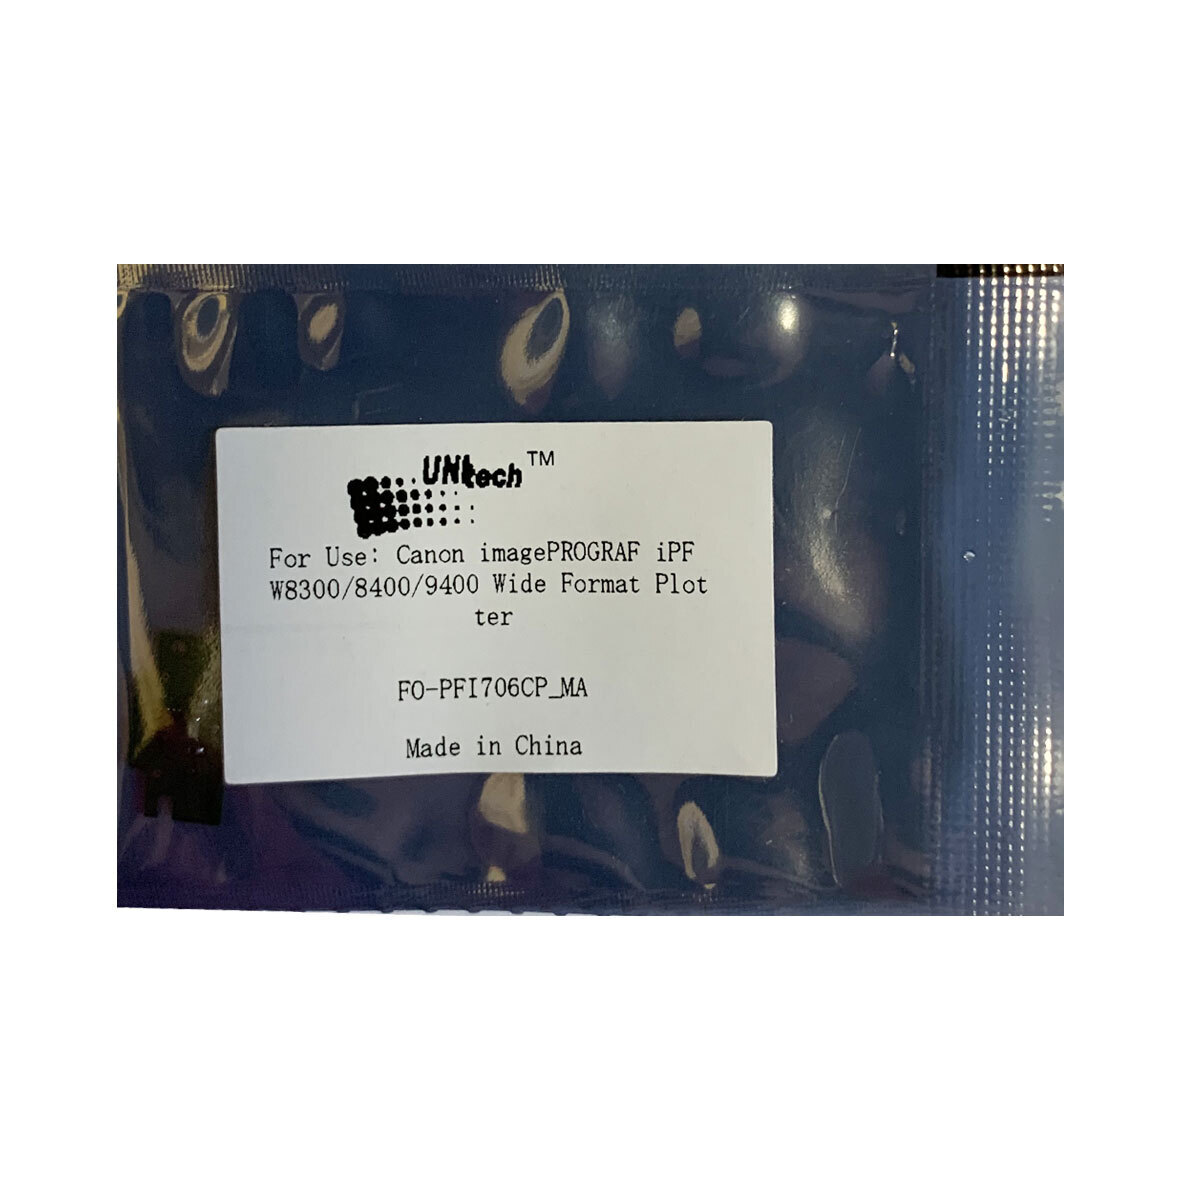 UNItech™
For Use: Canon imagePROGRAF iPF
W8300/8400/9400 Wide Format Plot
ter
FO-PFI706CP_MA
Made in China